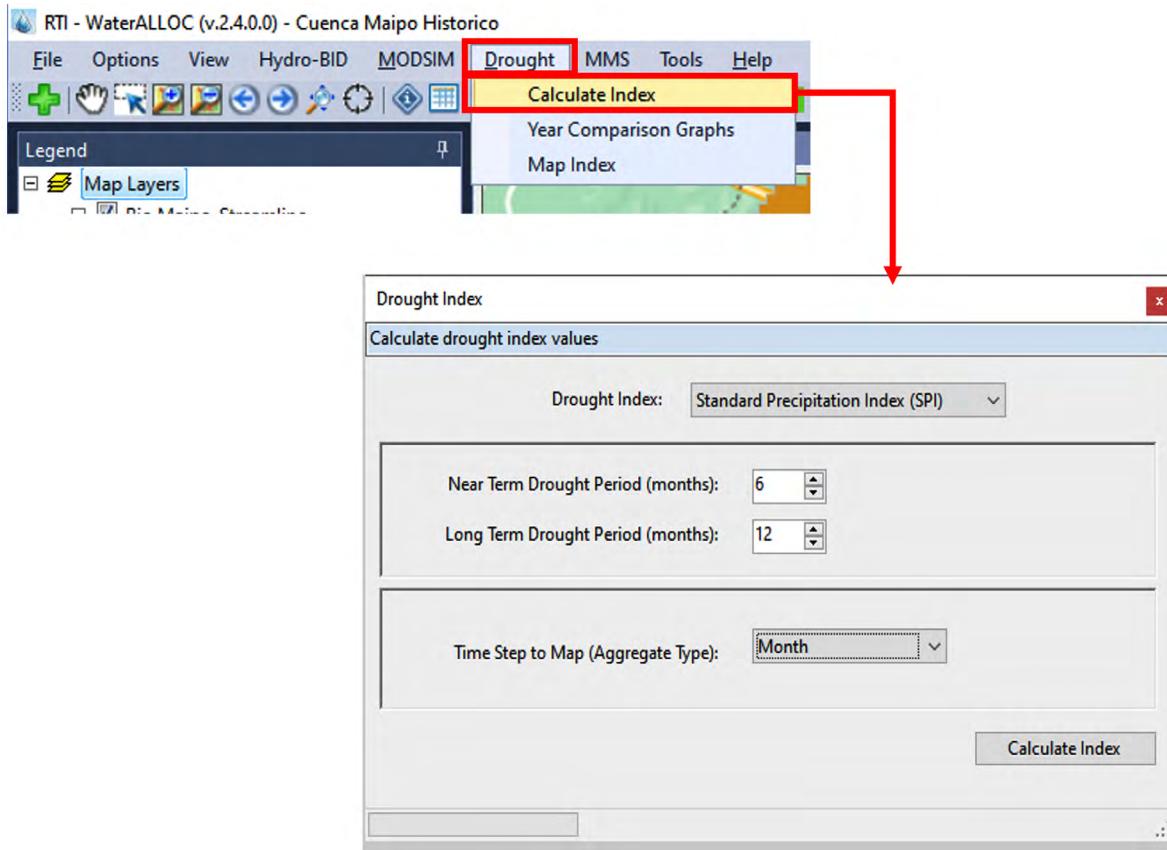 RTI - WaterALLOC (v.2.4.0.0) - Cuenca Maipo Historico
File Options View Hydro-BID MODSIM Drought MMS Tools Help
Calculate Index
Year Comparison Graphs
Map Index
Legend
Map Layers
Rio Maipo Streamline
Drought Index
x
Calculate drought index values
Drought Index: Standard Precipitation Index (SPI)
Near Term Drought Period (months): 6
Long Term Drought Period (months): 12
Time Step to Map (Aggregate Type): Month
Calculate Index